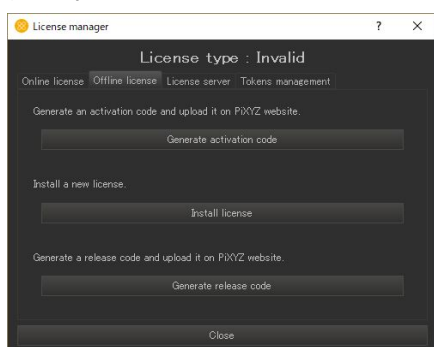 License manager
License type : Invalid
Online license Offline license License server Tokens management
Generate an activation code and upload it on PiXYZ website.
Generate activation code
Install a new license.
Install license
Generate a release code and upload it on PiXYZ website.
Generate release code
Close